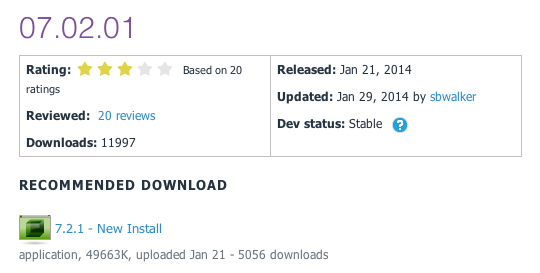 07.02.01
Rating: Based on 20
ratings
Reviewed: 20 reviews
Downloads: 11997
Released: Jan 21, 2014
Updated: Jan 29, 2014 by sbwalker
Dev status: Stable ?
RECOMMENDED DOWNLOAD
7.2.1 - New Install
application, 49663K, uploaded Jan 21 - 5056 downloads